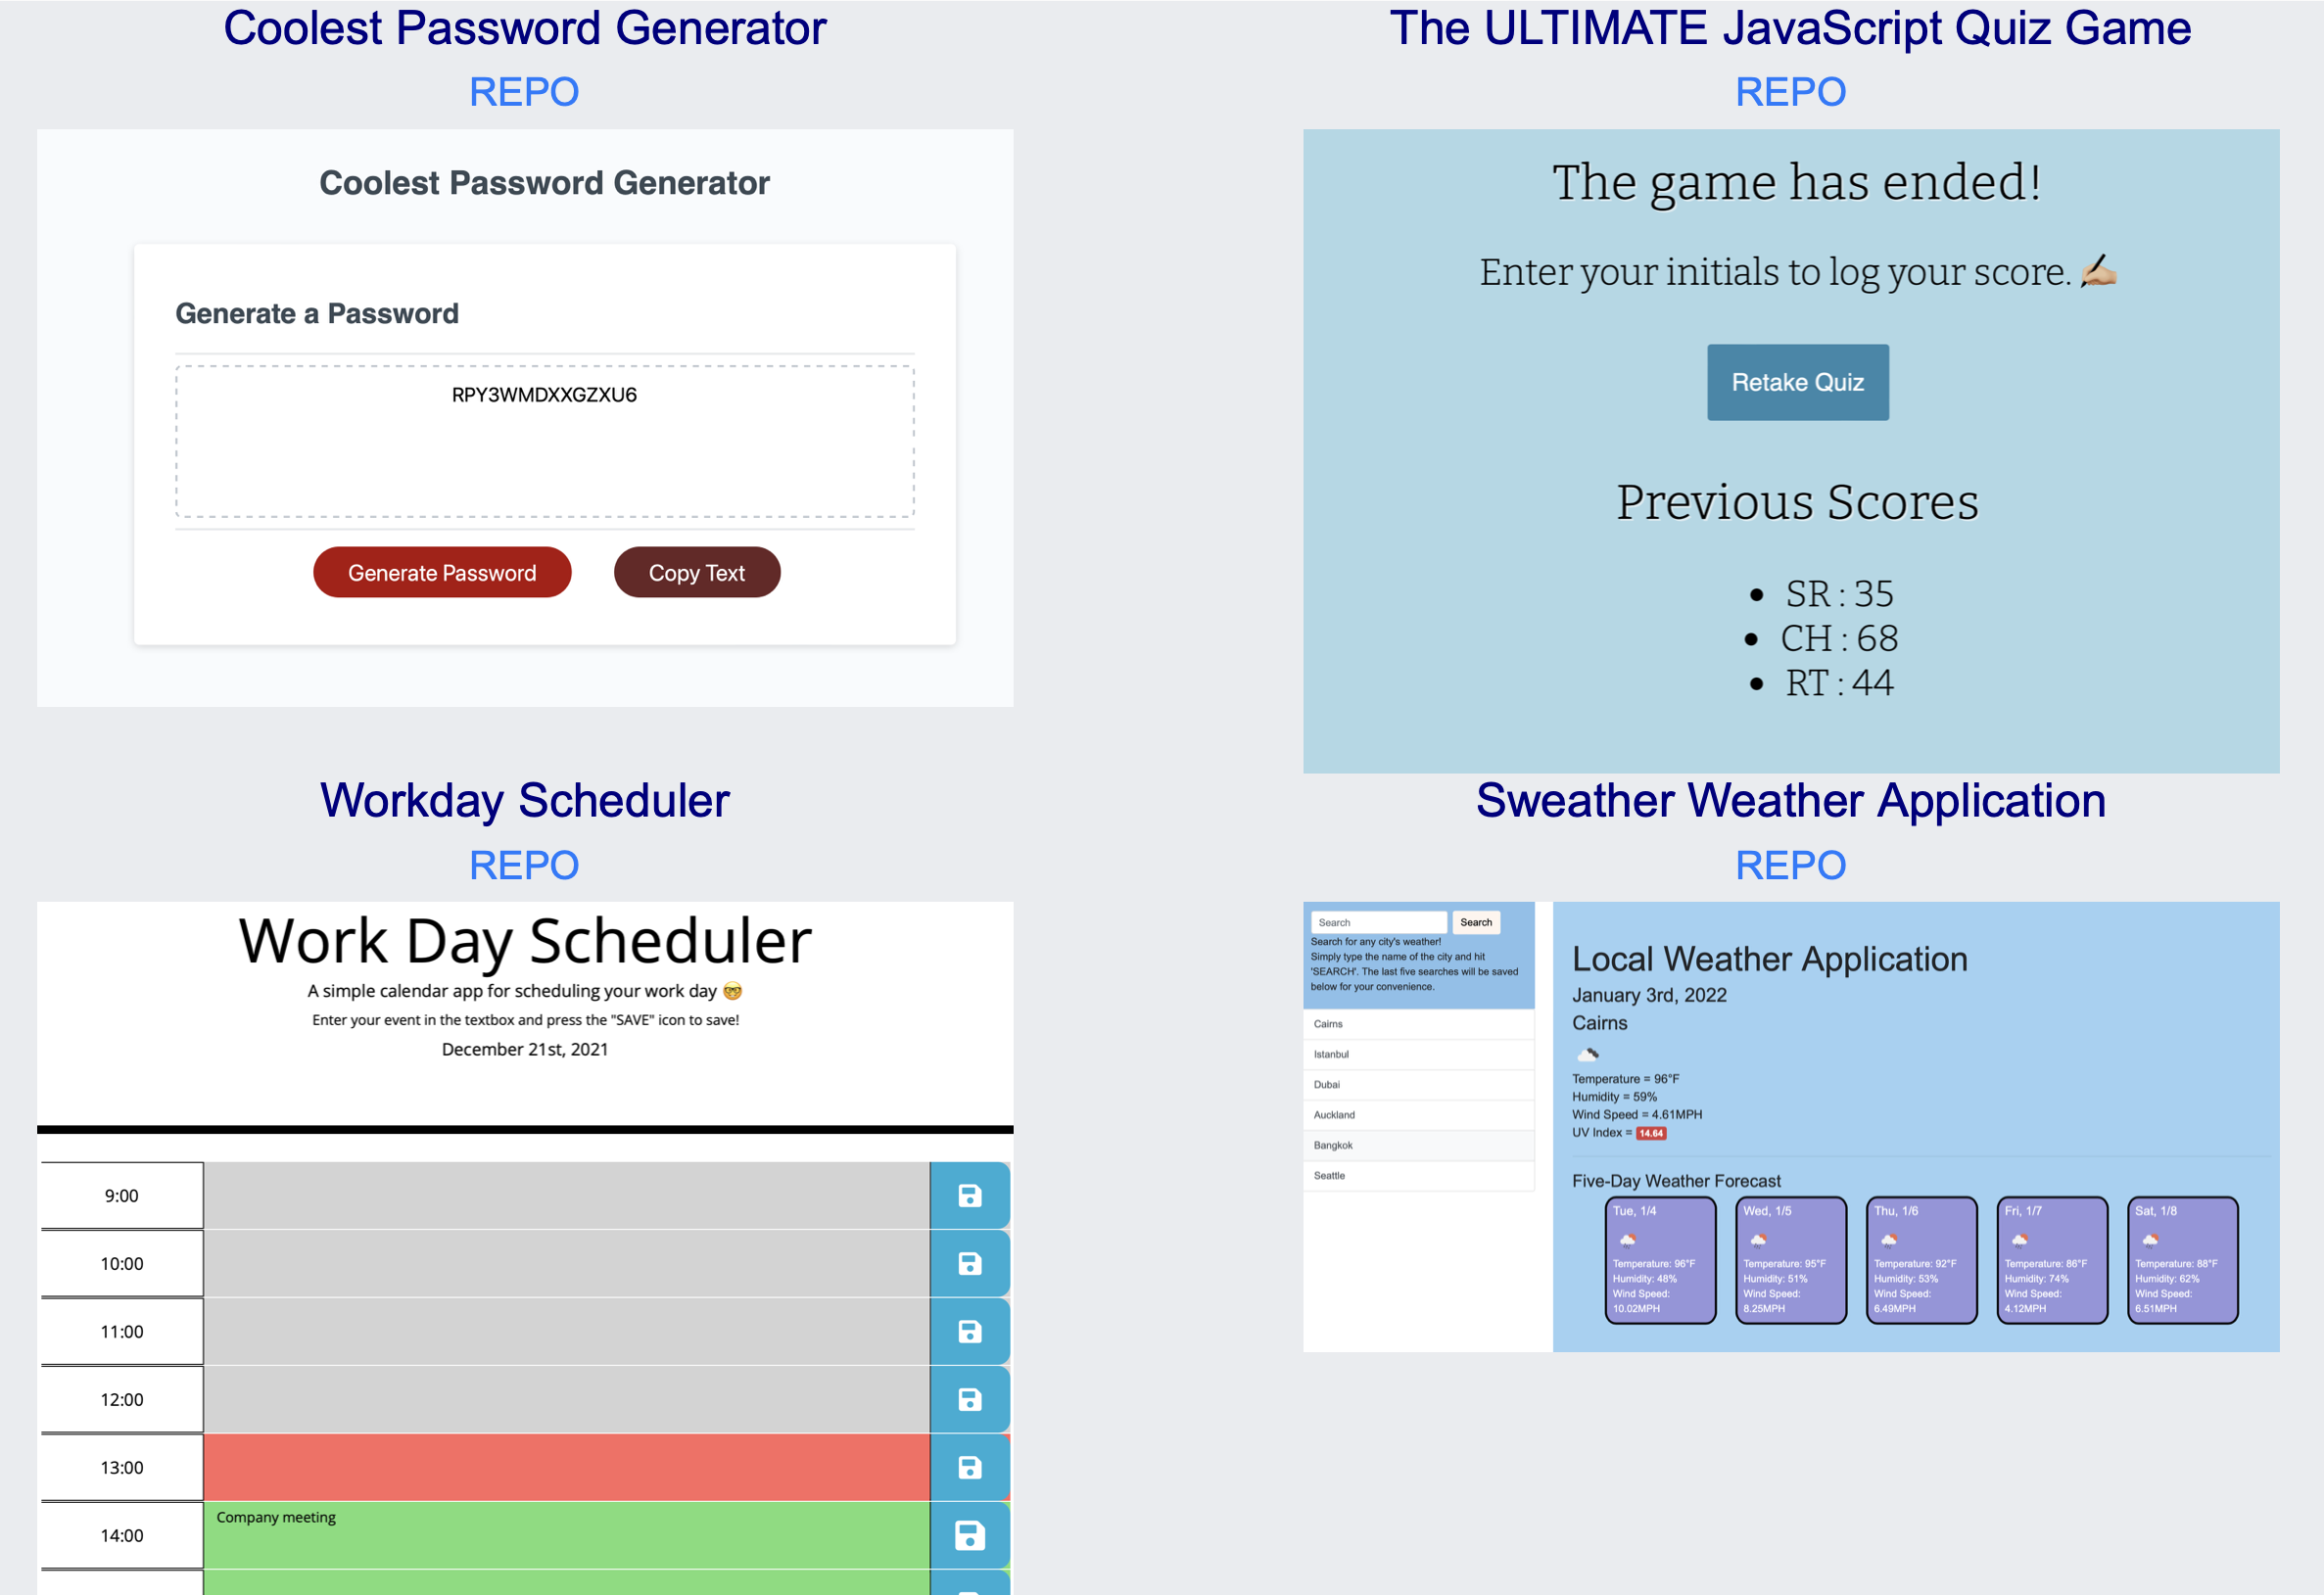 Coolest Password Generator
REPO
Coolest Password Generator
Generate a Password
RPY3WMDXXGZXU6
Generate Password
Copy Text
The ULTIMATE JavaScript Quiz Game
REPO
The game has ended!
Enter your initials to log your score. ✍🏼
Retake Quiz
Previous Scores
• SR : 35
• CH : 68
• RT : 44
Workday Scheduler
REPO
Work Day Scheduler
A simple calendar app for scheduling your work day 🤓
Enter your event in the textbox and press the "SAVE" icon to save!
December 21st, 2021
9:00
10:00
11:00
12:00
13:00
14:00 Company meeting
Sweather Weather Application
REPO
Search
Search
Search for any city's weather!
Simply type the name of the city and hit
'SEARCH'. The last five searches will be saved
below for your convenience.
Cairns
Istanbul
Dubai
Auckland
Bangkok
Seattle
Local Weather Application
January 3rd, 2022
Cairns
Temperature = 96°F
Humidity = 59%
Wind Speed = 4.61MPH
UV Index = 14.64
Five-Day Weather Forecast
Tue, 1/4
Temperature: 96°F
Humidity: 48%
Wind Speed:
10.02MPH
Wed, 1/5
Temperature: 95°F
Humidity: 51%
Wind Speed:
8.25MPH
Thu, 1/6
Temperature: 92°F
Humidity: 53%
Wind Speed:
6.49MPH
Fri, 1/7
Temperature: 86°F
Humidity: 74%
Wind Speed:
4.12MPH
Sat, 1/8
Temperature: 88°F
Humidity: 62%
Wind Speed:
6.51MPH